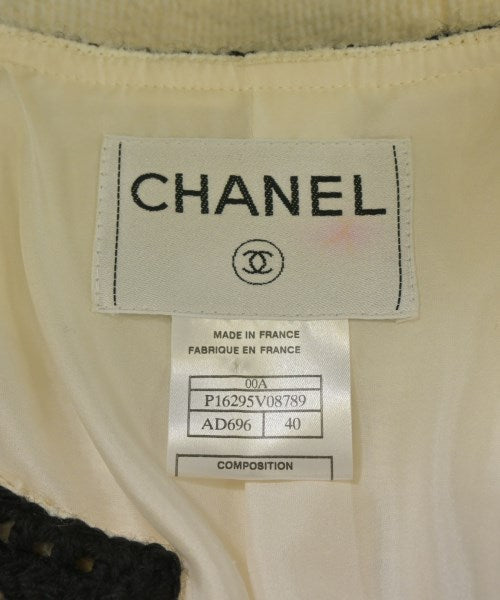 CHANEL
MADE IN FRANCE
FABRIQUE EN FRANCE
00A
P16295V08789
AD696 40
COMPOSITION